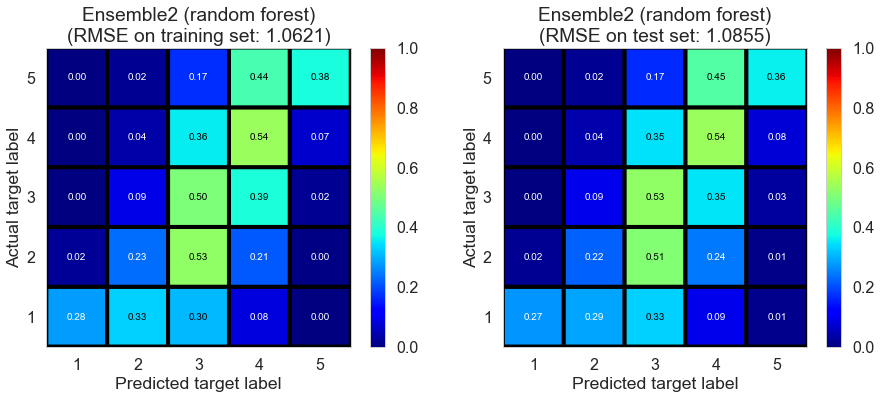 Ensemble2 (random forest)
(RMSE on training set: 1.0621)
Actual target label
5 0.00 0.02 0.17 0.44 0.38
4 0.00 0.04 0.36 0.54 0.07
3 0.00 0.09 0.50 0.39 0.02
2 0.02 0.23 0.53 0.21 0.00
1 0.28 0.33 0.30 0.08 0.00
1 2 3 4 5
Predicted target label
1.0
0.8
0.6
0.4
0.2
0.0
Ensemble2 (random forest)
(RMSE on test set: 1.0855)
Actual target label
5 0.00 0.02 0.17 0.45 0.36
4 0.00 0.04 0.35 0.54 0.08
3 0.00 0.09 0.53 0.35 0.03
2 0.02 0.22 0.51 0.24 0.01
1 0.27 0.29 0.33 0.09 0.01
1 2 3 4 5
Predicted target label
1.0
0.8
0.6
0.4
0.2
0.0